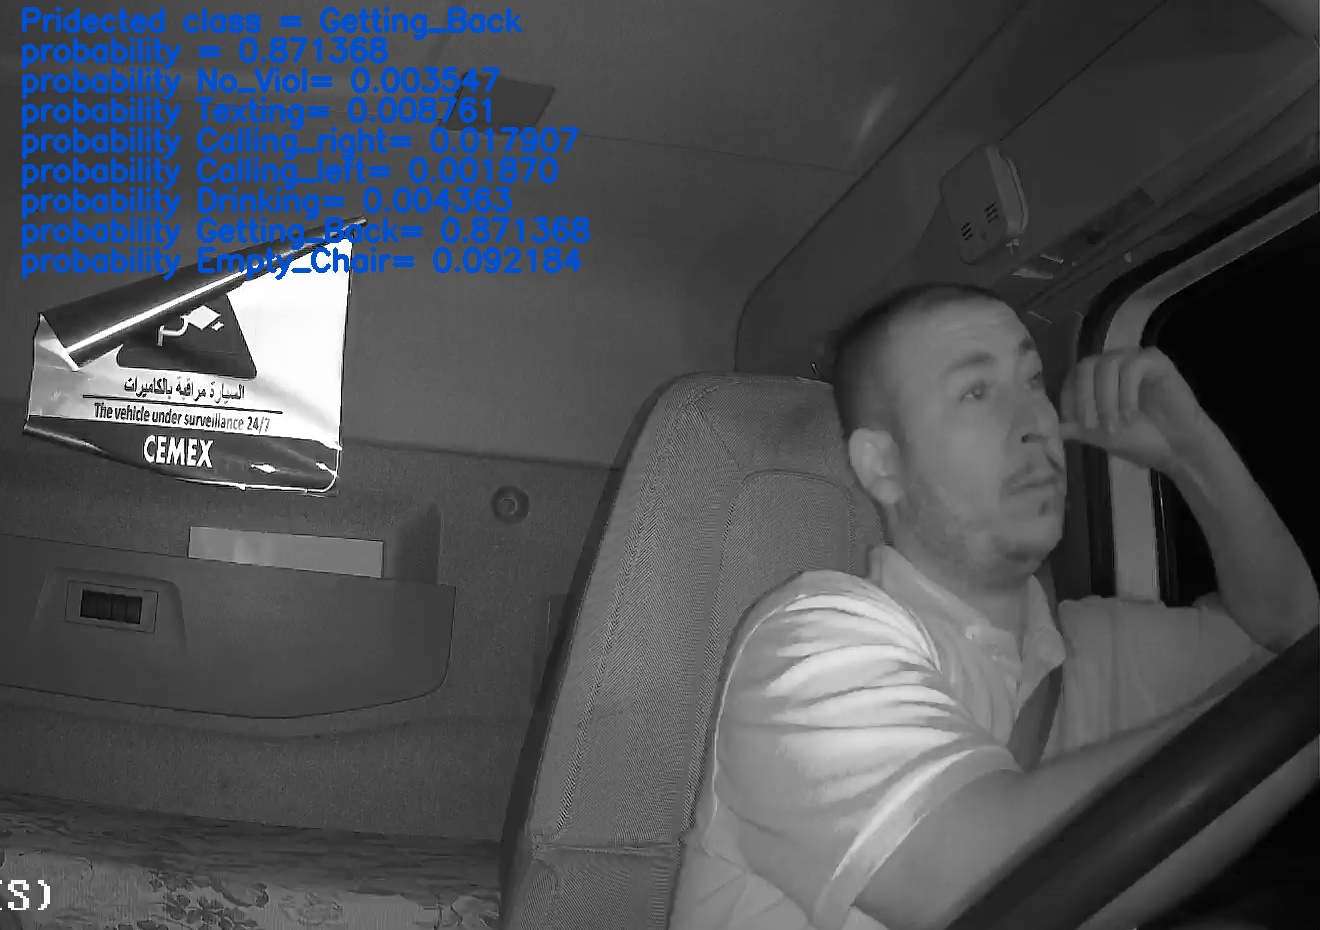 Pridected class = Getting_Back
probability = 0.871368
probability No_Viol= 0.003547
probability Texting= 0.008761
probability Calling_right= 0.017907
probability Calling_left= 0.001870
probability Drinking= 0.004363
probability Getting_Back= 0.871368
probability Empty_Chair= 0.092184
السيارة مراقبة بالكاميرات
The vehicle under surveillance 24/7
CEMEX
S)